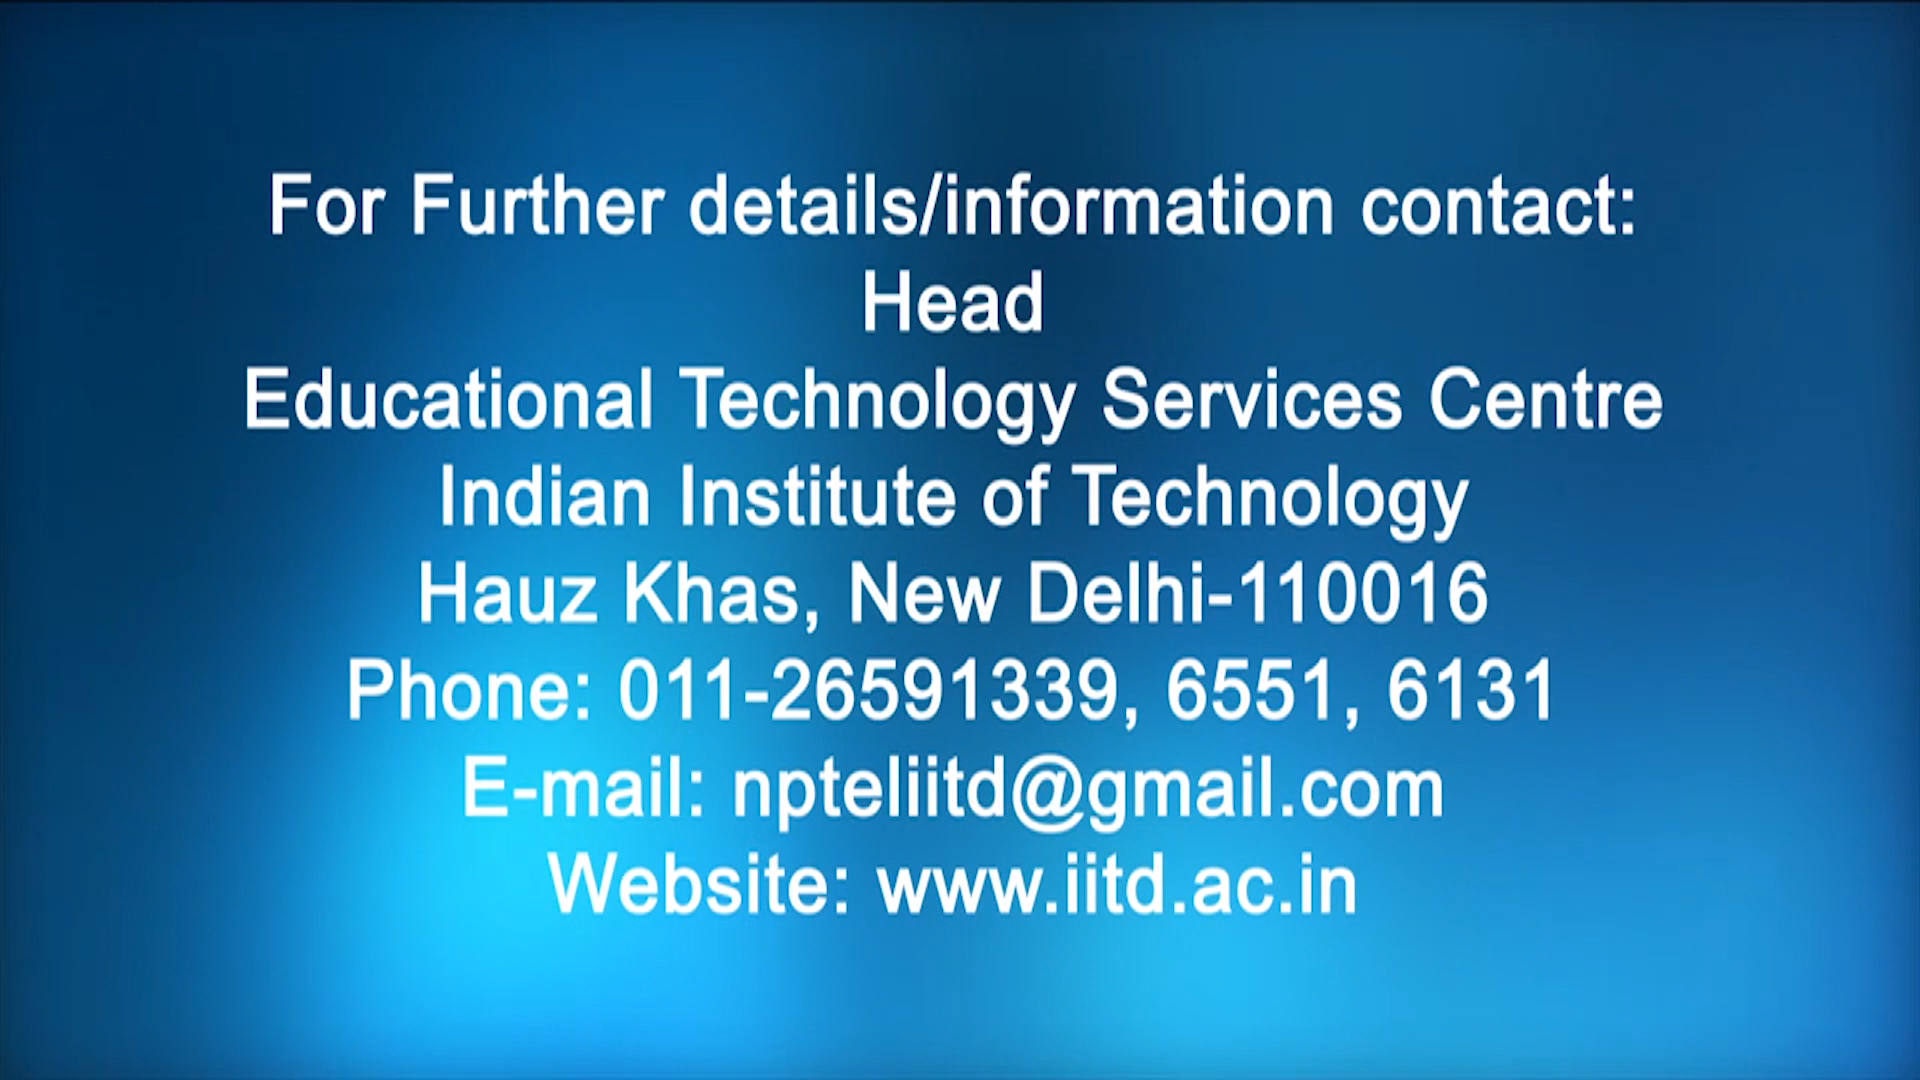 For Further details/information contact:
Head
Educational Technology Services Centre
Indian Institute of Technology
Hauz Khas, New Delhi-110016
Phone: 011-26591339, 6551, 6131
E-mail: npteliitd@gmail.com
Website: www.iitd.ac.in